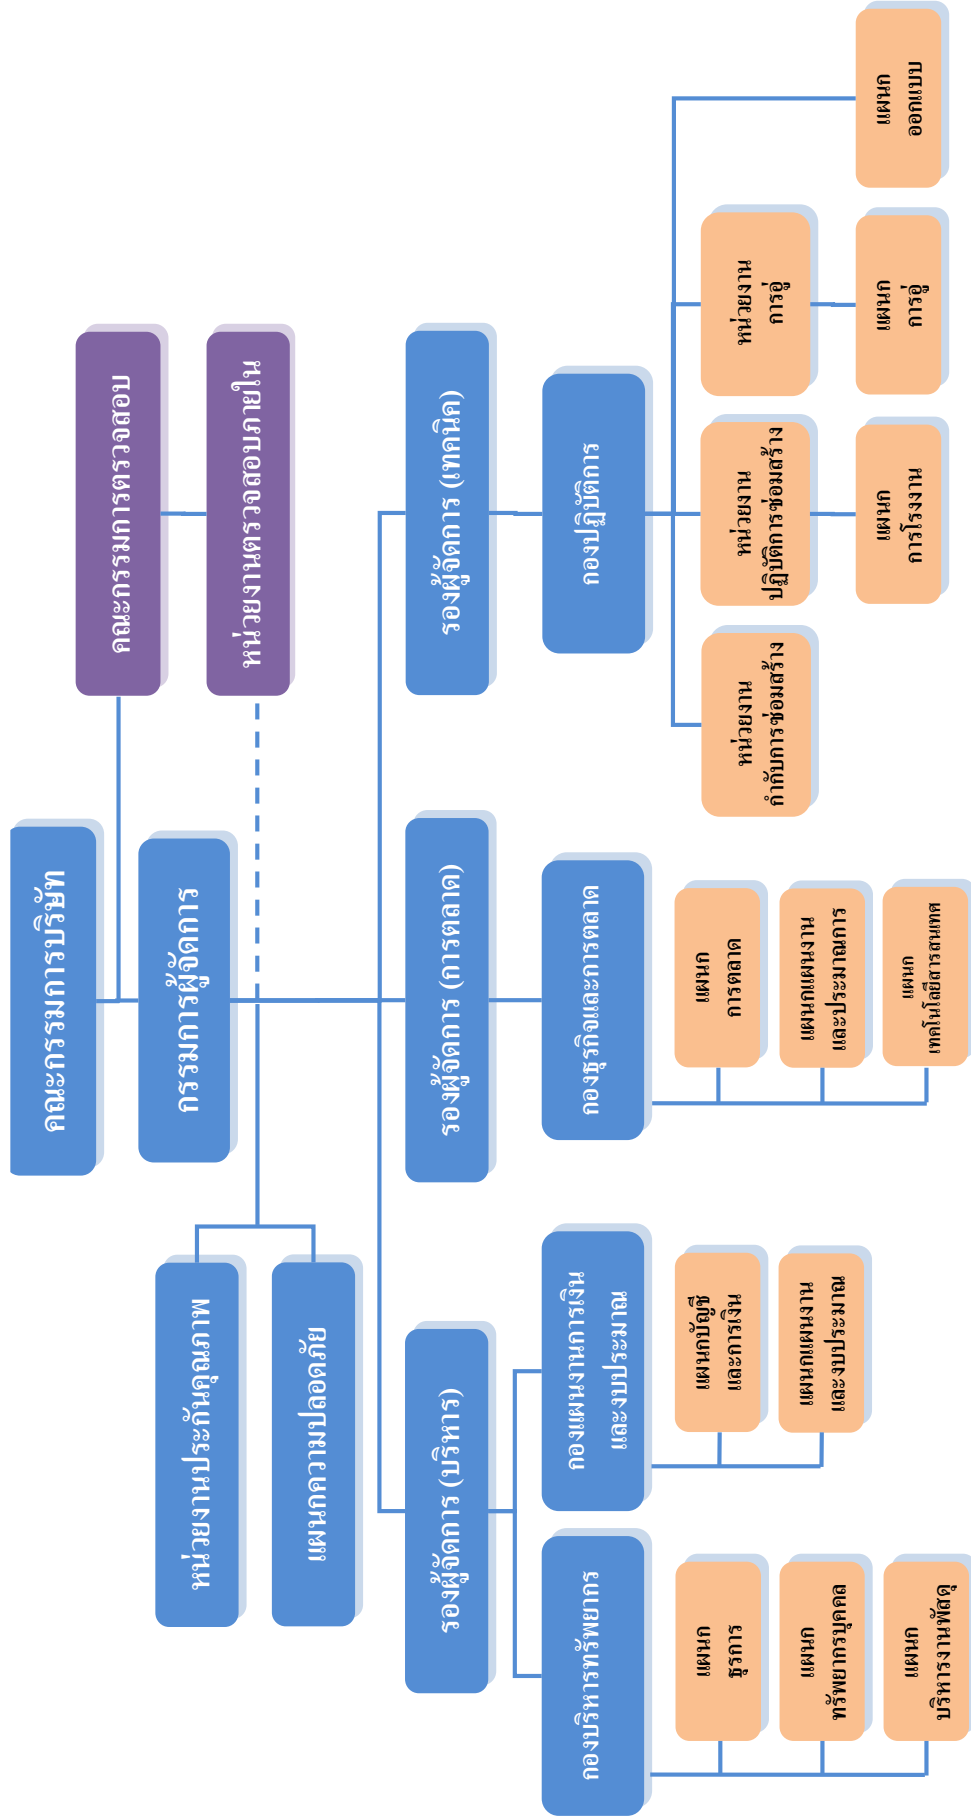 คณะกรรมการบริษัท
คณะกรรมการตรวจสอบ
กรรมการผู้จัดการ
หน่วยงานตรวจสอบภายใน
หน่วยงานประกันคุณภาพ
แผนกความปลอดภัย
รองผู้จัดการ (บริหาร)
รองผู้จัดการ (การตลาด)
รองผู้จัดการ (เทคนิค)
กองบริหารทรัพยากร
กองแผนงานการเงิน
และงบประมาณ
กองธุรกิจและการตลาด
กองปฏิบัติการ
แผนก
ธุรการ
แผนก
ทรัพยากรบุคคล
แผนก
บริหารงานพัสดุ
แผนกบัญชี
และการเงิน
แผนกแผนงาน
และงบประมาณ
แผนก
การตลาด
แผนกแผนงาน
และประมาณการ
แผนก
เทคโนโลยีสารสนเทศ
หน่วยงาน
กำกับการซ่อมสร้าง
หน่วยงาน
ปฏิบัติการซ่อมสร้าง
หน่วยงาน
การอู่
แผนก
การโรงงาน
แผนก
การอู่
แผนก
ออกแบบ